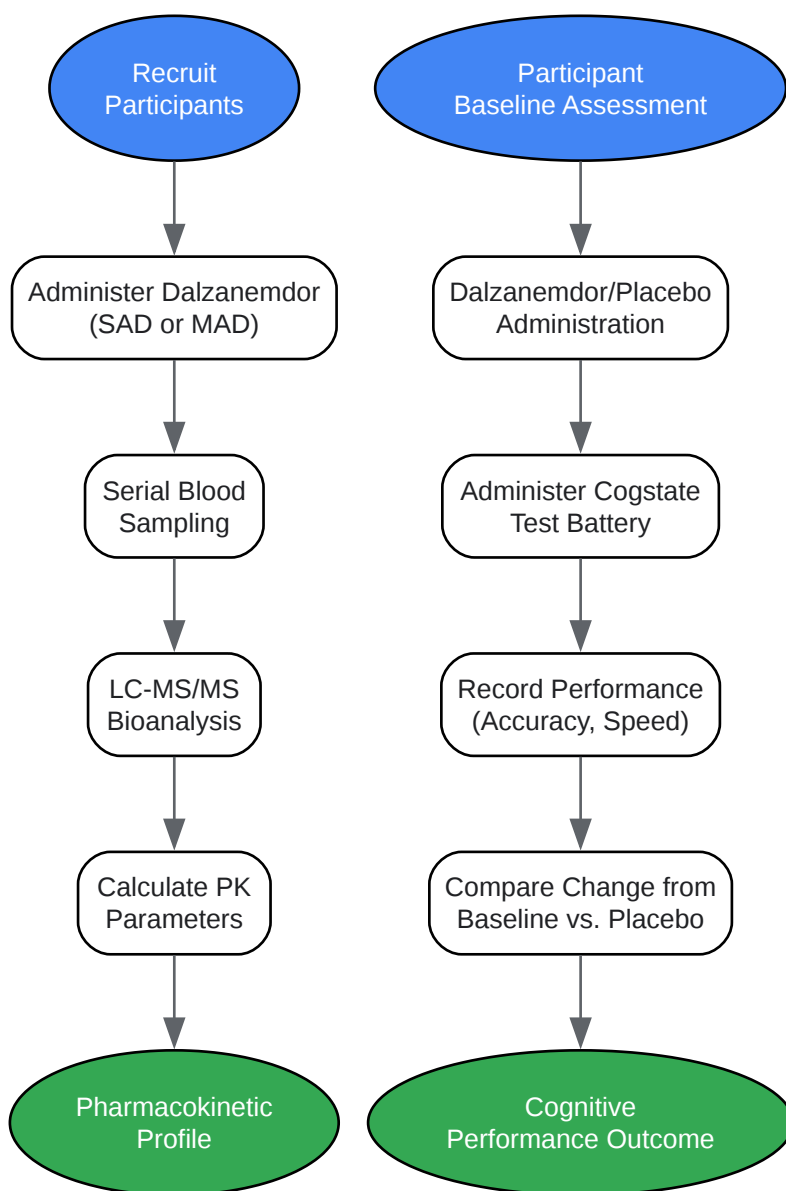 Recruit
Participants
Administer Dalzanemdor
(SAD or MAD)
Serial Blood
Sampling
LC-MS/MS
Bioanalysis
Calculate PK
Parameters
Pharmacokinetic
Profile
Participant
Baseline Assessment
Dalzanemdor/Placebo
Administration
Administer Cogstate
Test Battery
Record Performance
(Accuracy, Speed)
Compare Change from
Baseline vs. Placebo
Cognitive
Performance Outcome